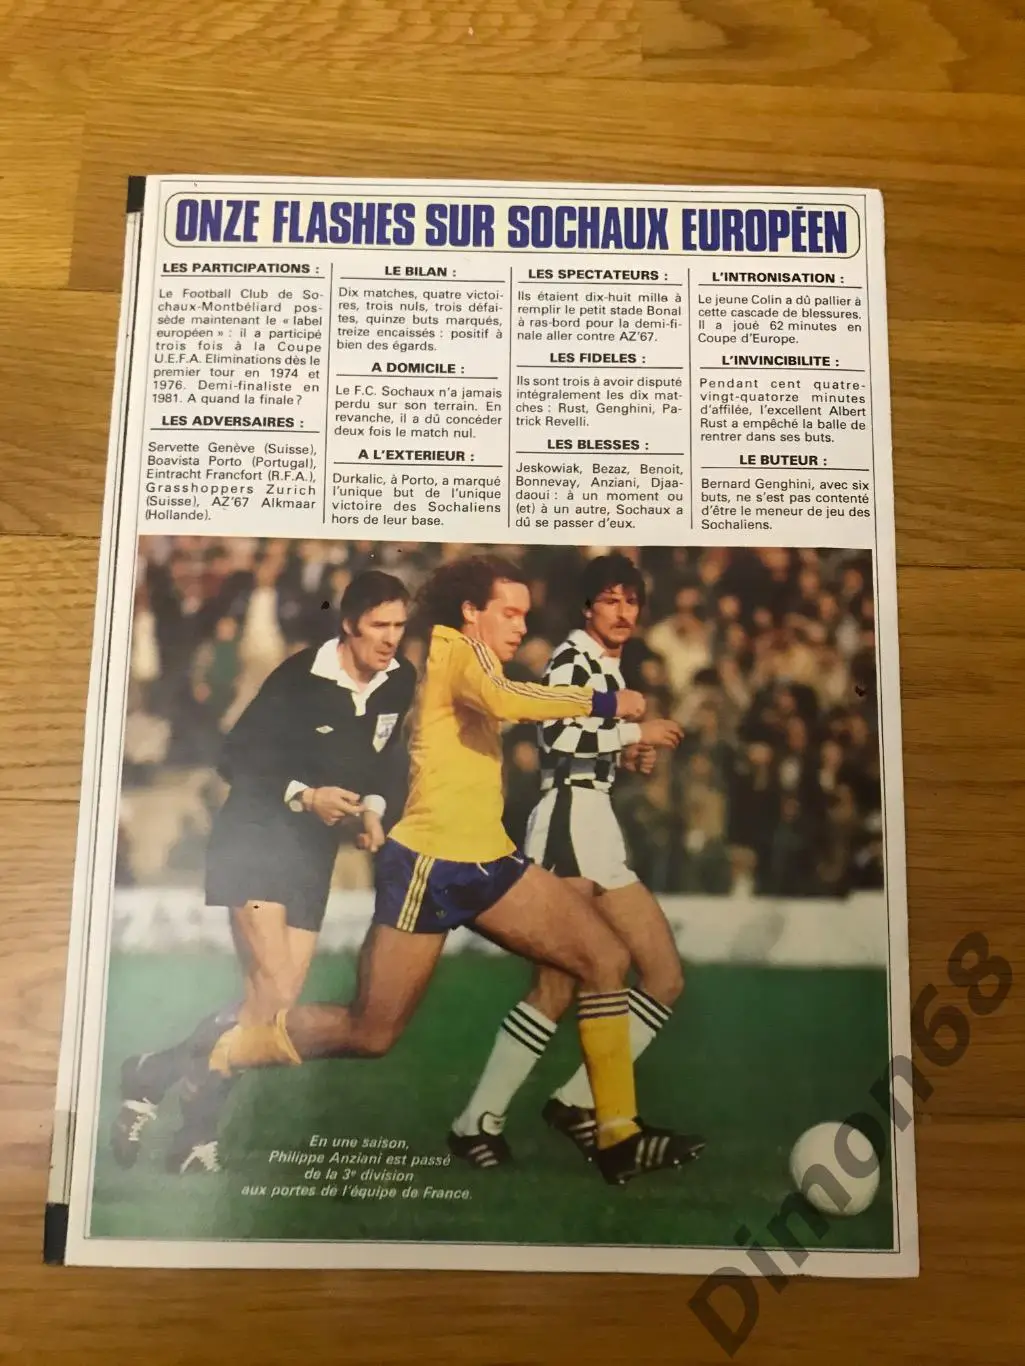 ONZE FLASHES SUR SOCHAUX EUROPÉEN
LES PARTICIPATIONS :
Le Football Club de So-
chaux-Montbéliard pos-
sède maintenant le « label
européen » : il a participé
trois fois à la Coupe
U.E.F.A. Eliminations dès le
premier tour en 1974 et
1976. Demi-finaliste en
1981. A quand la finale ?
LES ADVERSAIRES :
Servette Genève (Suisse),
Boavista Porto (Portugal),
Eintracht Francfort (R.F.A.),
Grasshoppers Zurich
(Suisse), AZ'67 Alkmaar
(Hollande).
LE BILAN :
Dix matches, quatre victoi-
res, trois nuls, trois défai-
tes, quinze buts marqués,
treize encaissés : positif à
bien des égards.
A DOMICILE :
Le F.C. Sochaux n'a jamais
perdu sur son terrain. En
revanche, il a dû concéder
deux fois le match nul.
A L'EXTERIEUR :
Durkalic, à Porto, a marqué
l'unique but de l'unique
victoire des Sochaliens
hors de leur base.
LES SPECTATEURS :
Ils étaient dix-huit mille à
remplir le petit stade Bonal
à ras-bord pour la demi-fi-
nale aller contre AZ'67.
LES FIDELES :
Ils sont trois à avoir disputé
intégralement les dix mat-
ches : Rust, Genghini, Pa-
trick Revelli.
LES BLESSES :
Jeskowiak, Bezaz, Benoit,
Bonnevay, Anziani, Djaa-
daoui : à un moment ou
(et) à un autre, Sochaux a
dû se passer d'eux.
L'INTRONISATION :
Le jeune Colin a dû pallier à
cette cascade de blessures.
Il a joué 62 minutes en
Coupe d'Europe.
L'INVINCIBILITE :
Pendant cent quatre-
vingt-quatorze minutes
d'affilée, l'excellent Albert
Rust a empêché la balle de
rentrer dans ses buts.
LE BUTEUR :
Bernard Genghini, avec six
buts, ne s'est pas contenté
d'être le meneur de jeu des
Sochaliens.
En une saison,
Philippe Anziani est passé
de la 3e division
aux portes de l'équipe de France.
Dimon68